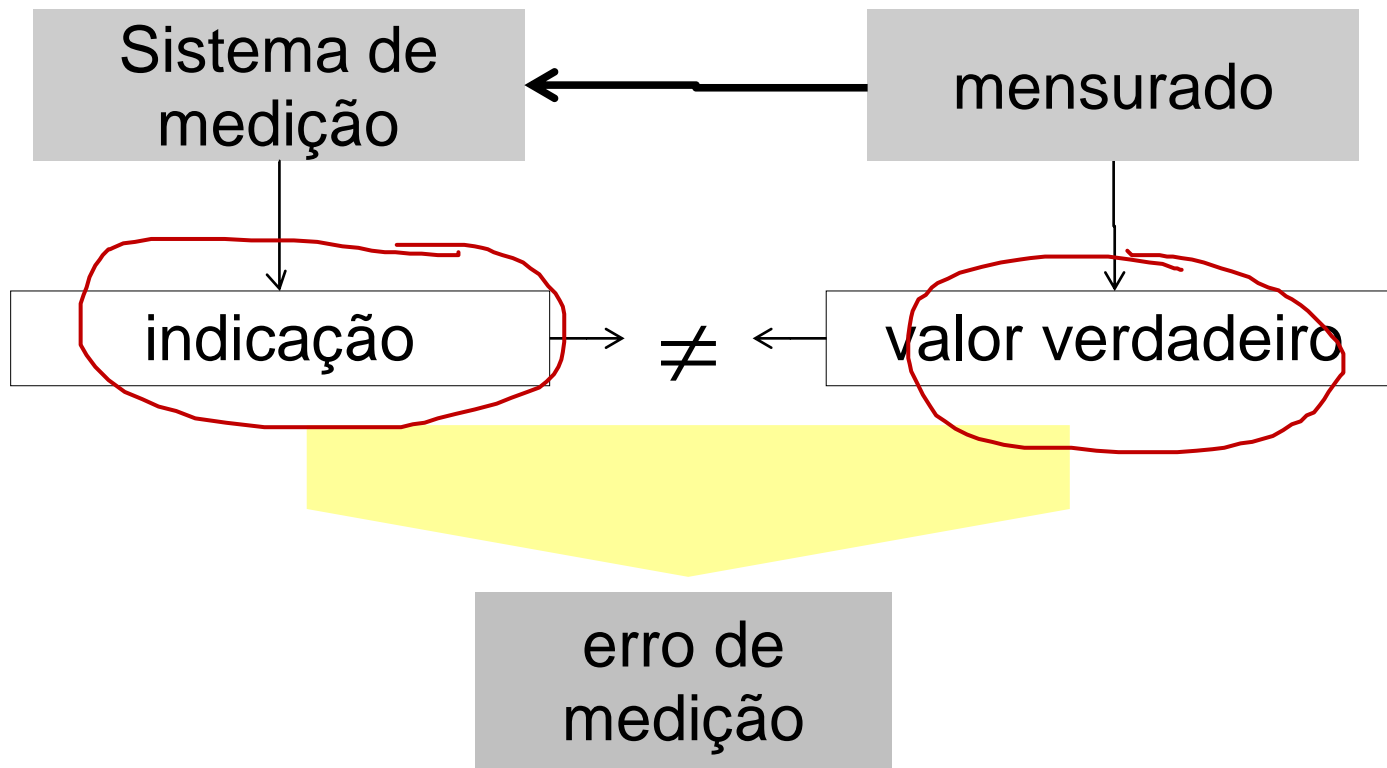 Sistema de
medição
mensurado
indicação
≠
valor verdadeiro
erro de
medição